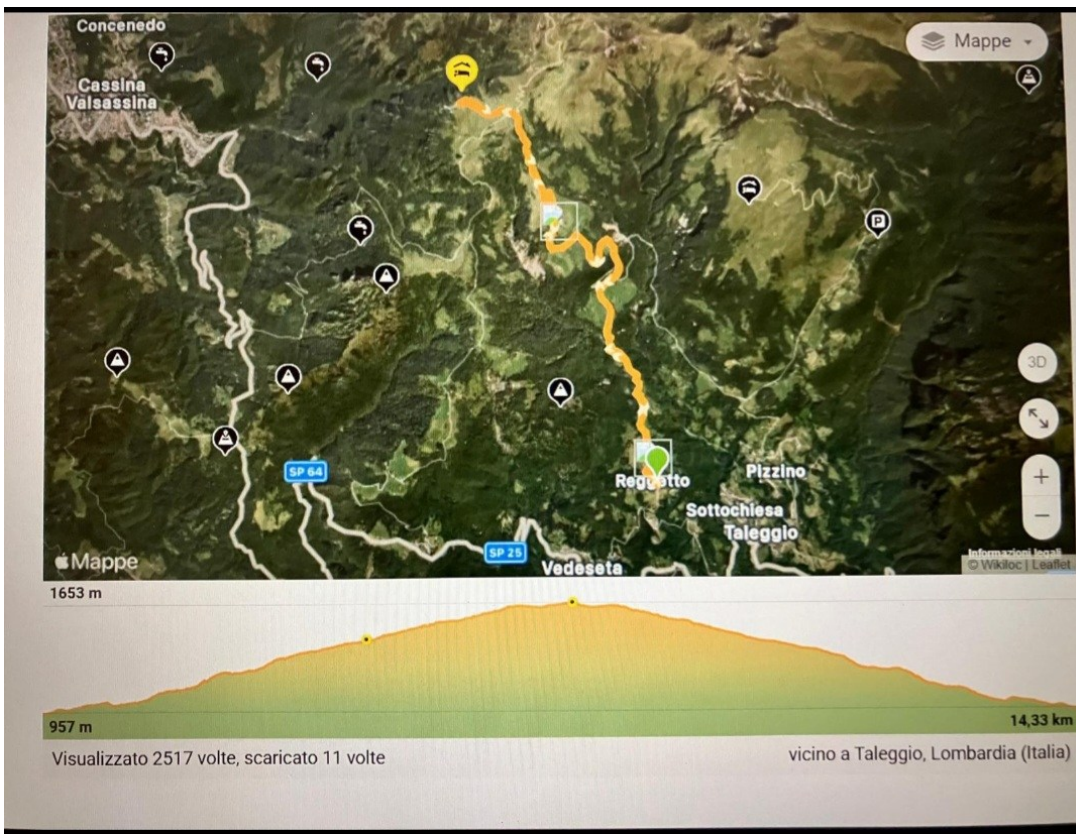 Concenedo
Mappe
Cassina
Valsassina
3D
Reggetto
Pizzino
SP 64
Sottochiesa
Taleggio
+
−
SP 25
Mappe
Vedeseta
Informazioni legali
© Wikiloc | Leaflet
1653 m
957 m
14,33 km
Visualizzato 2517 volte, scaricato 11 volte
vicino a Taleggio, Lombardia (Italia)